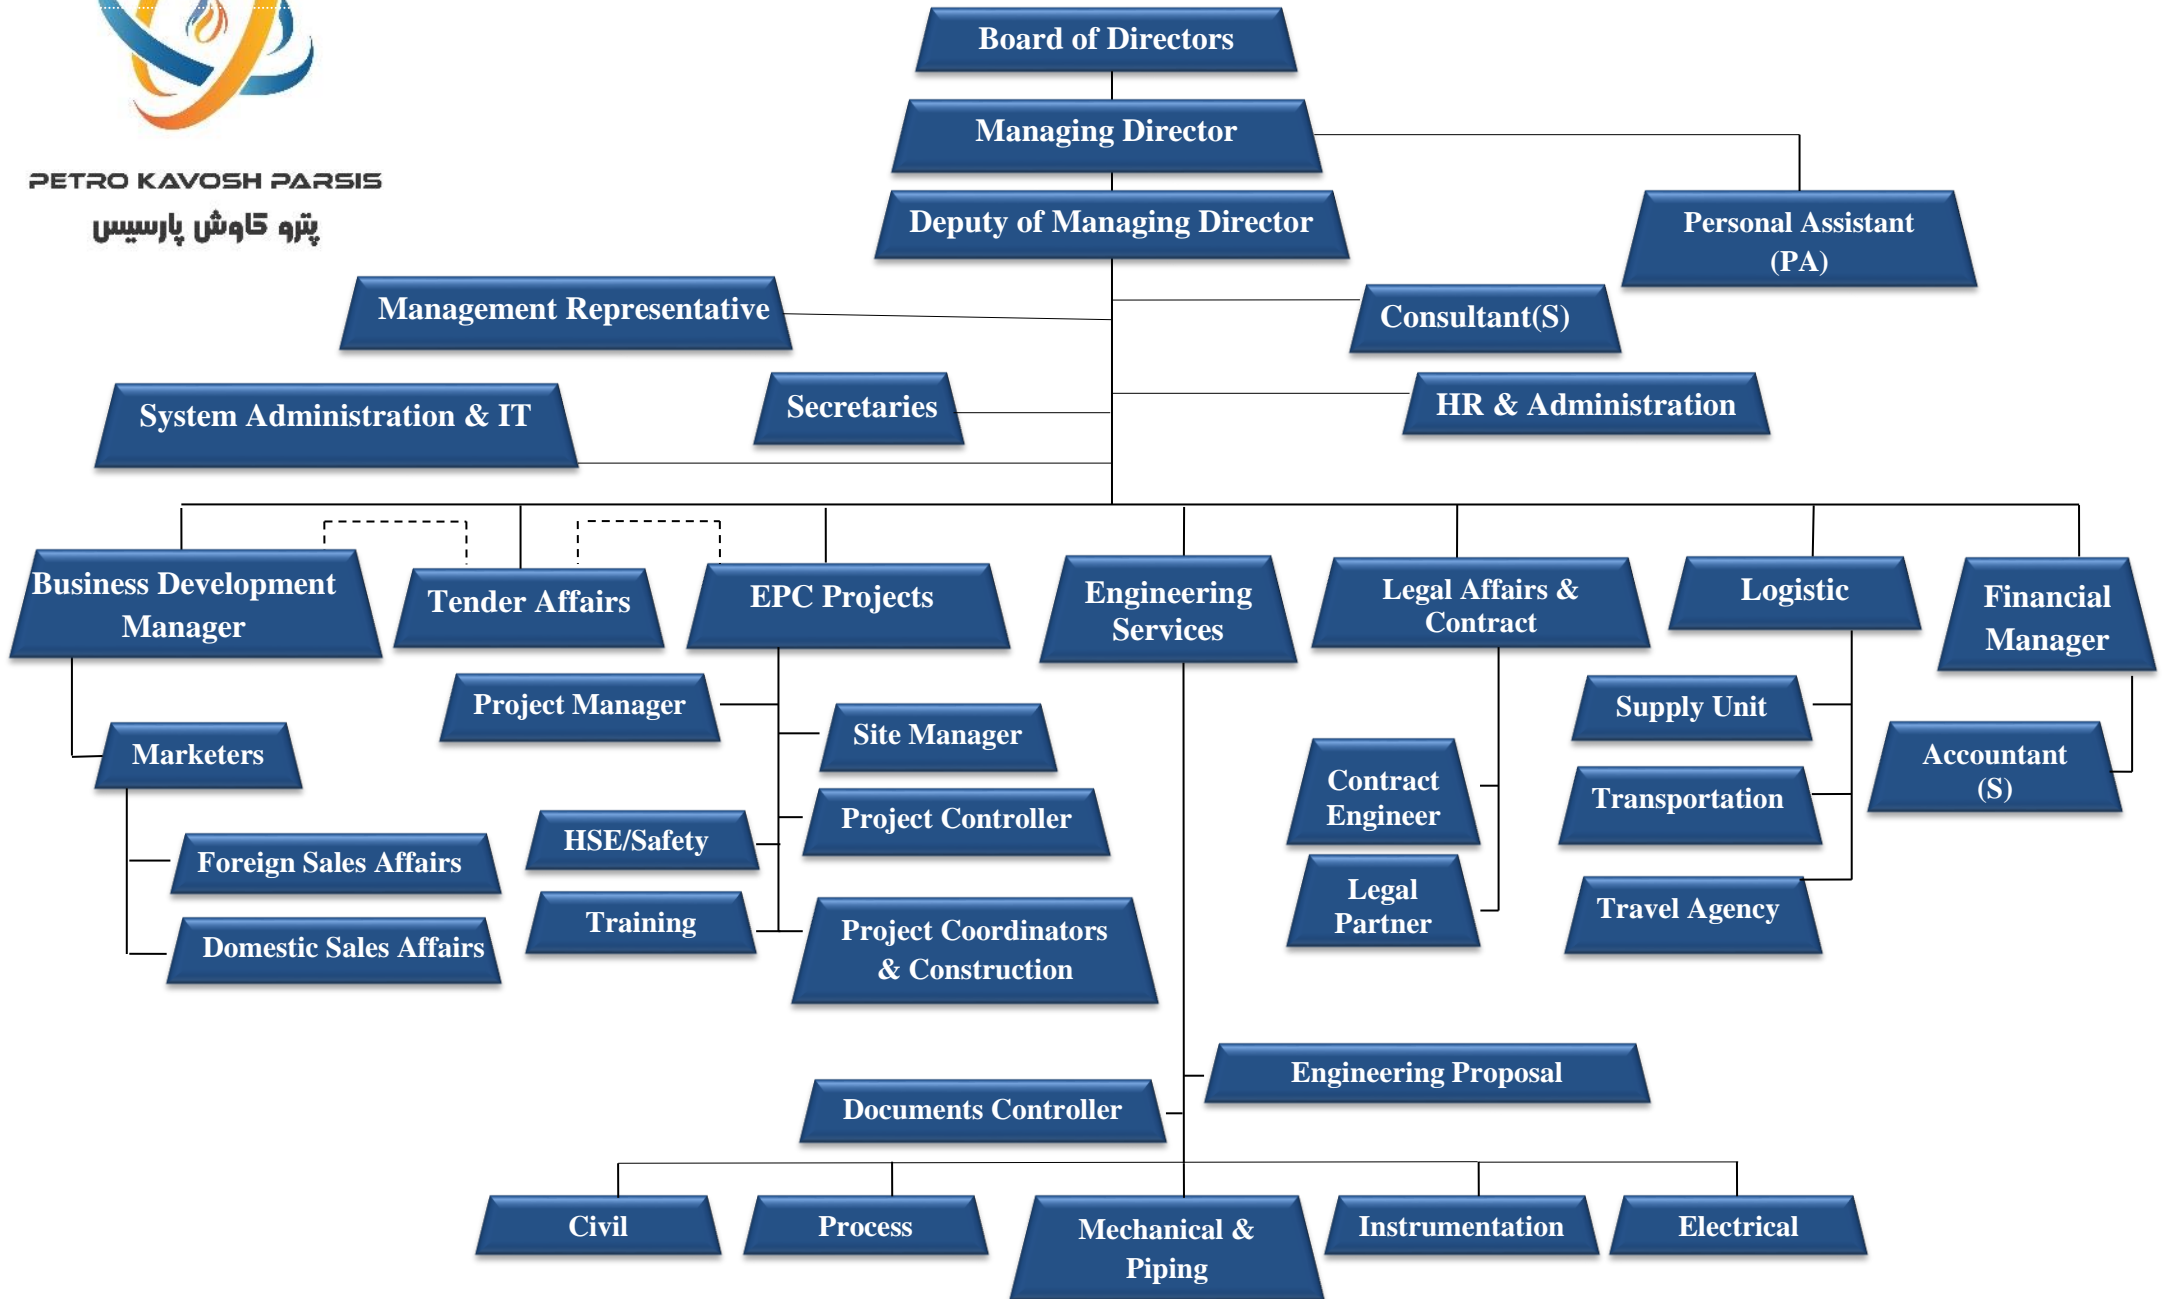 PETRO KAVOSH PARSIS
پترو کاوش پارسیس
Board of Directors
Managing Director
Deputy of Managing Director
Personal Assistant
(PA)
Management Representative
Consultant(S)
System Administration & IT
Secretaries
HR & Administration
Business Development
Manager
Tender Affairs
EPC Projects
Engineering
Services
Legal Affairs &
Contract
Logistic
Financial
Manager
Marketers
Foreign Sales Affairs
Domestic Sales Affairs
Project Manager
Site Manager
Project Controller
HSE/Safety
Training
Project Coordinators
& Construction
Contract
Engineer
Legal
Partner
Supply Unit
Transportation
Travel Agency
Accountant
(S)
Engineering Proposal
Documents Controller
Civil
Process
Mechanical &
Piping
Instrumentation
Electrical